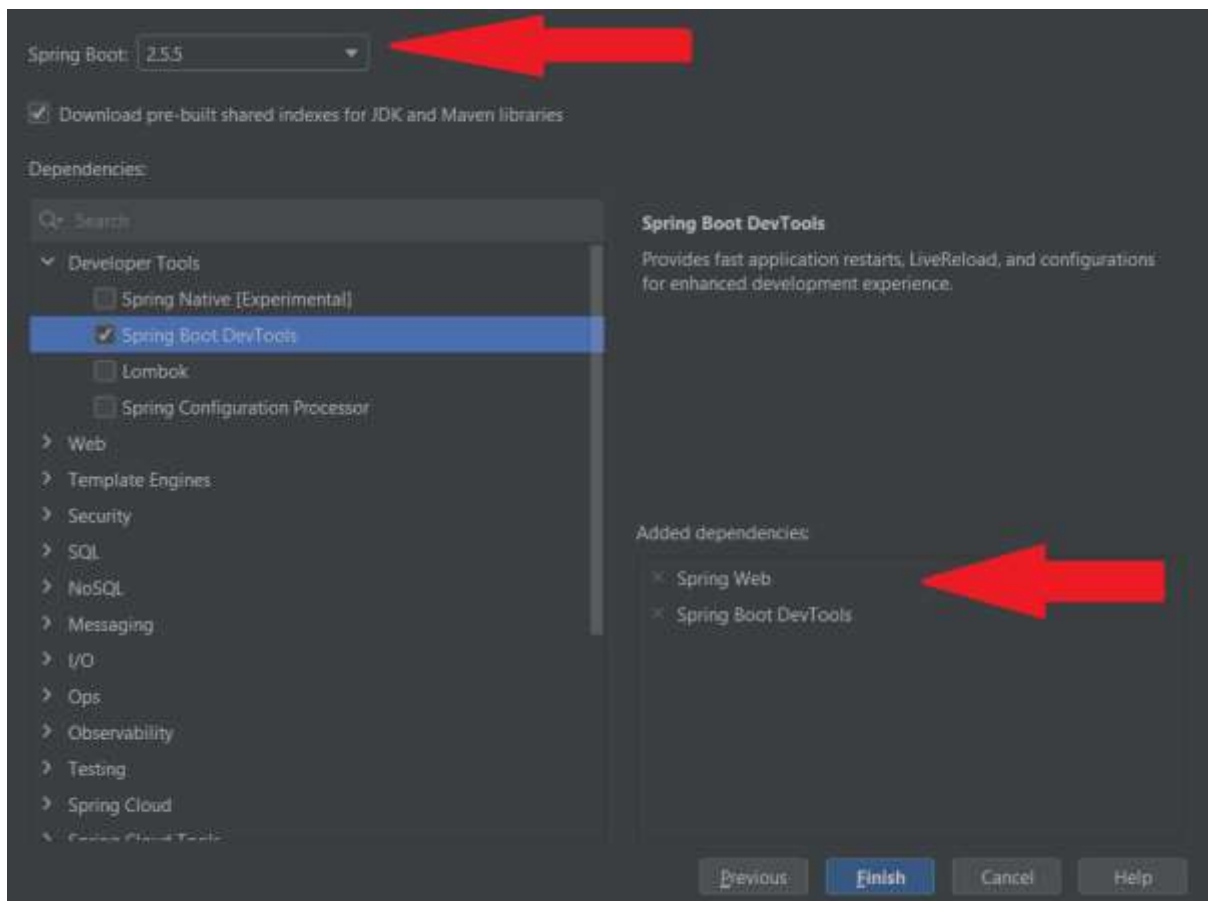 Spring Boot: 2.5.5
Download pre-built shared indexes for JDK and Maven libraries
Dependencies:
Search
Developer Tools
Spring Native [Experimental]
Spring Boot DevTools
Lombok
Spring Configuration Processor
Web
Template Engines
Security
SQL
NoSQL
Messaging
I/O
Ops
Observability
Testing
Spring Cloud
Spring Cloud Tools
Spring Boot DevTools
Provides fast application restarts, LiveReload, and configurations
for enhanced development experience.
Added dependencies:
Spring Web
Spring Boot DevTools
Previous Finish Cancel Help